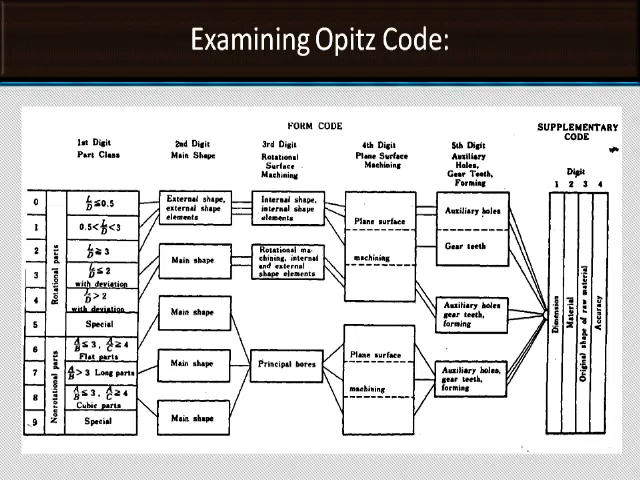 Examining Opitz Code:
FORM CODE
SUPPLEMENTARY
CODE
1st Digit
Part Class
2nd Digit
Main Shape
3rd Digit
Rotational
Surface
Machining
4th Digit
Plane Surface
Machining
5th Digit
Auxiliary
Holes,
Gear Teeth,
Forming
Digit
1 2 3 4
Rotational parts
Nonrotational parts
0
L/D ≤ 0.5
1
0.5 < L/D < 3
2
L/D ≥ 3
3
L/D ≤ 2
with deviation
4
L/D > 2
with deviation
5
Special
6
A/B ≤ 3, A/C ≥ 4
Flat parts
7
A/B > 3 Long parts
8
A/B ≤ 3, A/C ≥ 4
Cubic parts
9
Special
External shape,
external shape
elements
Main shape
Main shape
Main shape
Main shape
Internal shape,
internal shape
elements
Rotational ma-
chining, internal
and external
shape elements
Principal bores
Plane surface
machining
Plane surface
machining
Auxiliary holes
Gear teeth
Auxiliary holes
gear teeth,
forming
Auxiliary holes,
gear teeth,
forming
Dimension
Material
Original shape of raw material
Accuracy